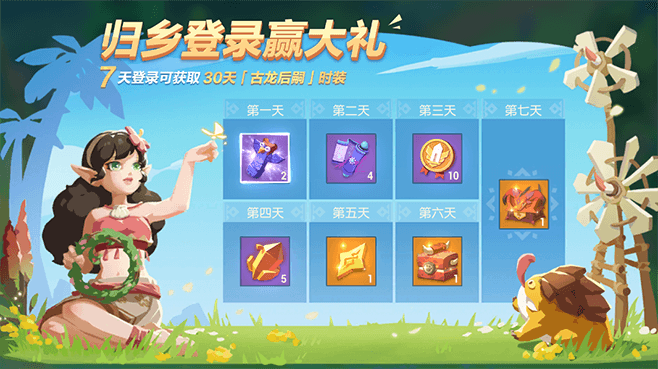 归乡登录赢大礼
7天登录可获取 30天「古龙后嗣」时装
第一天 第二天 第三天 第七天
2 4 10
1
第四天 第五天 第六天
5 1 1